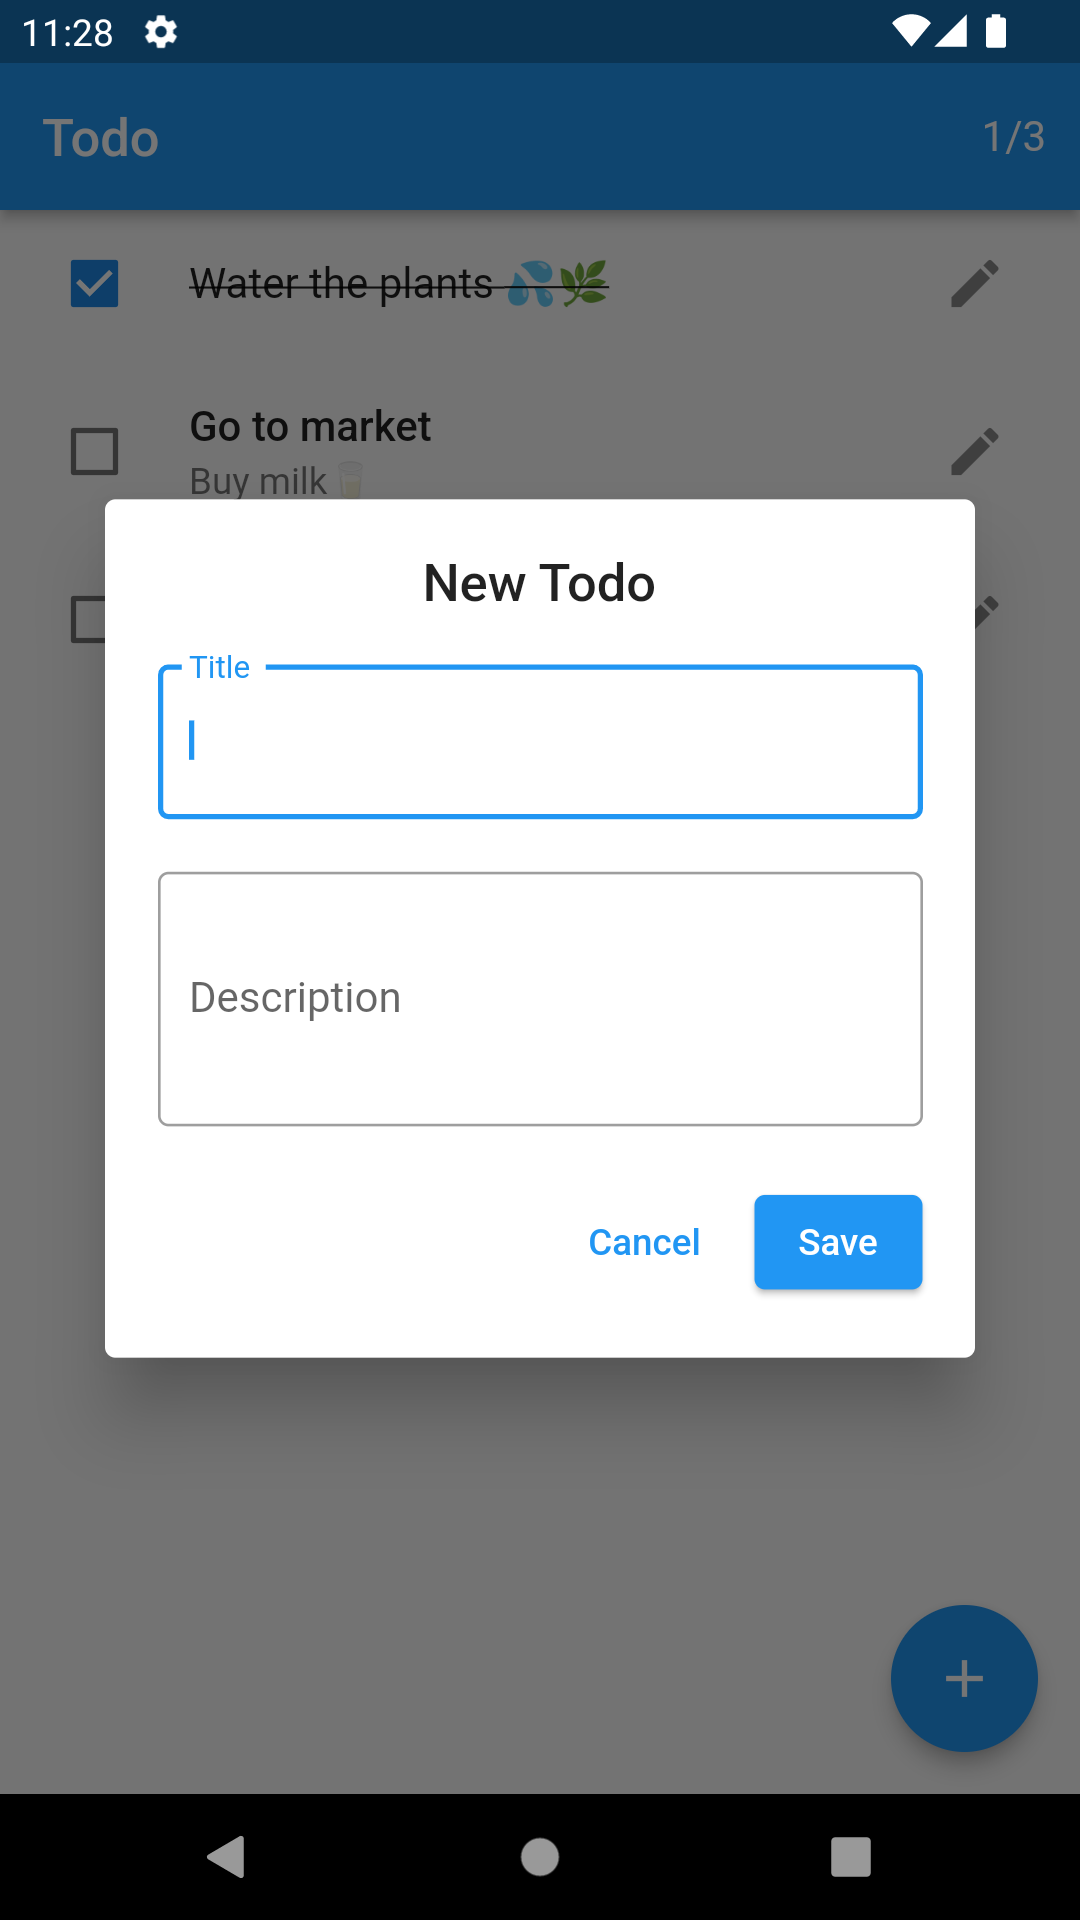 11:28
Todo 1/3
Water the plants 💦🌿
Go to market
Buy milk 🥛
New Todo
Title
Description
Cancel Save